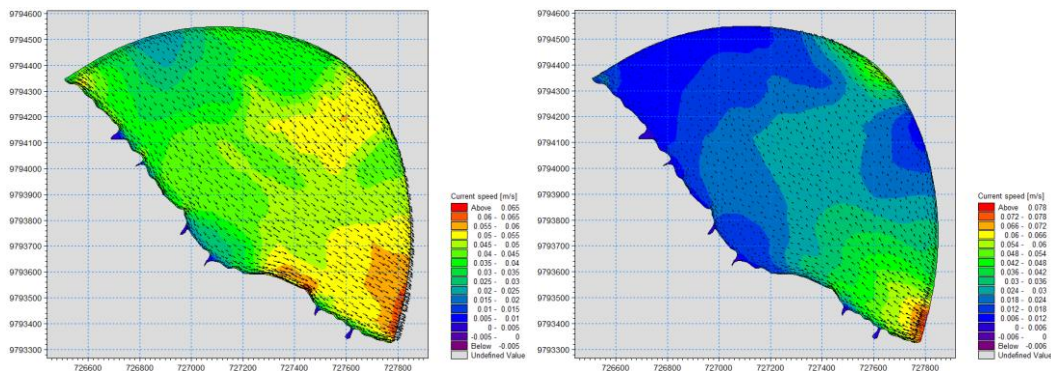 9794600
9794500
9794400
9794300
9794200
9794100
9794000
9793900
9793800
9793700
9793600
9793500
9793400
9793300
726600 726800 727000 727200 727400 727600 727800
Current speed [m/s]
Above 0.065
0.06 - 0.065
0.055 - 0.06
0.05 - 0.055
0.045 - 0.05
0.04 - 0.045
0.035 - 0.04
0.03 - 0.035
0.025 - 0.03
0.02 - 0.025
0.015 - 0.02
0.01 - 0.015
0.005 - 0.01
0 - 0.005
-0.005 - 0
Below -0.005
Undefined Value
9794600
9794500
9794400
9794300
9794200
9794100
9794000
9793900
9793800
9793700
9793600
9793500
9793400
9793300
726600 726800 727000 727200 727400 727600 727800
Current speed [m/s]
Above 0.078
0.072 - 0.078
0.066 - 0.072
0.06 - 0.066
0.054 - 0.06
0.048 - 0.054
0.042 - 0.048
0.036 - 0.042
0.03 - 0.036
0.024 - 0.03
0.018 - 0.024
0.012 - 0.018
0.006 - 0.012
0 - 0.006
-0.006 - 0
Below -0.006
Undefined Value